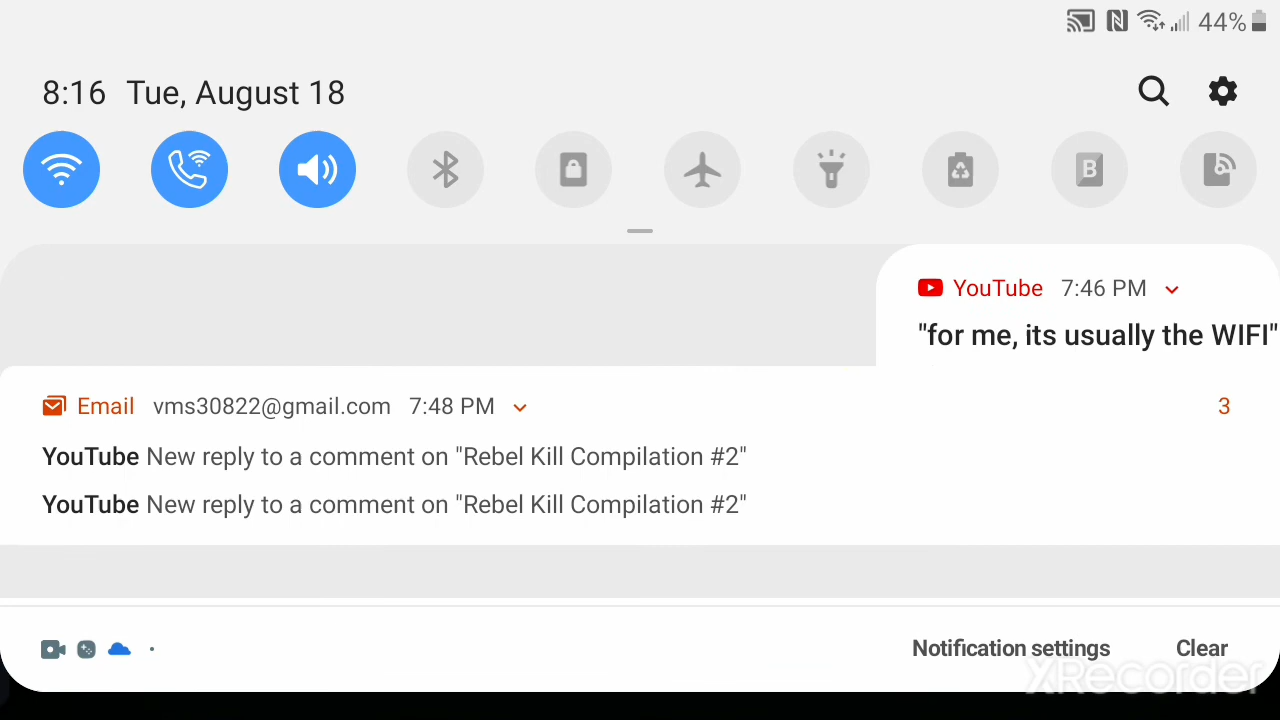 44%
8:16 Tue, August 18
B
YouTube 7:46 PM
"for me, its usually the WIFI"
Email vms30822@gmail.com 7:48 PM 3
YouTube New reply to a comment on "Rebel Kill Compilation #2"
YouTube New reply to a comment on "Rebel Kill Compilation #2"
Notification settings Clear
XRecorder